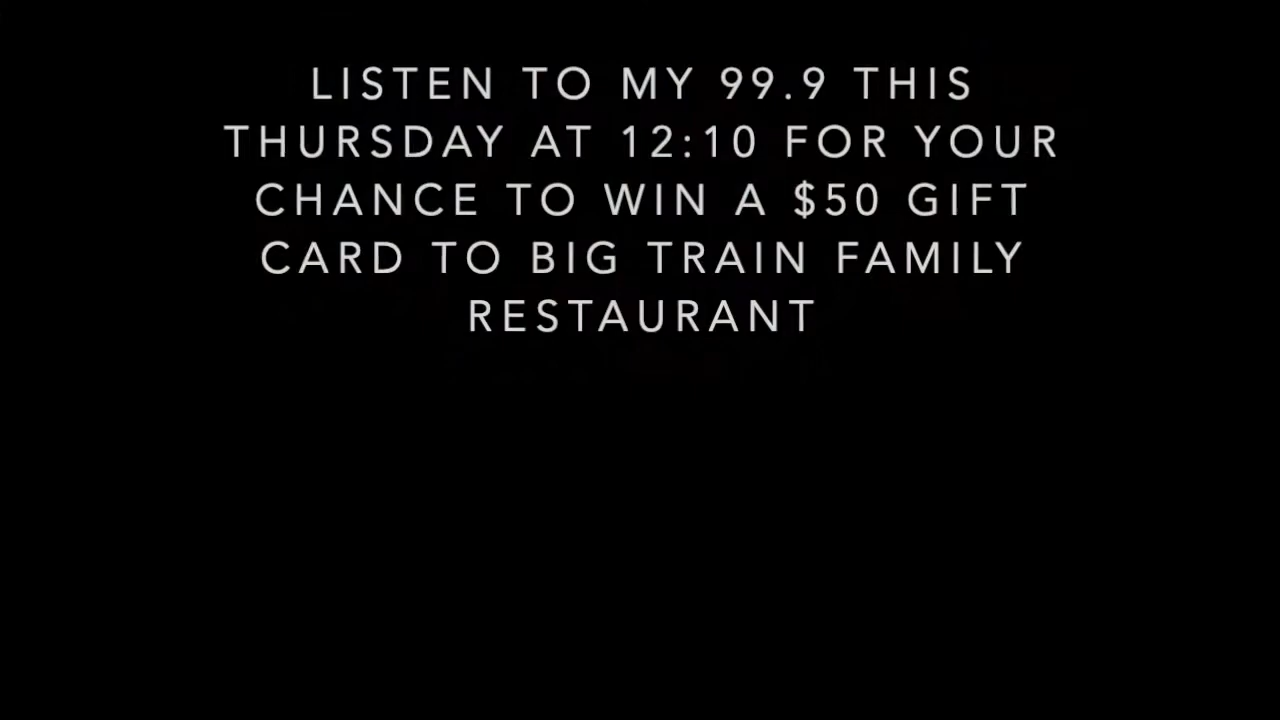 LISTEN TO MY 99.9 THIS
THURSDAY AT 12:10 FOR YOUR
CHANCE TO WIN A $50 GIFT
CARD TO BIG TRAIN FAMILY
RESTAURANT